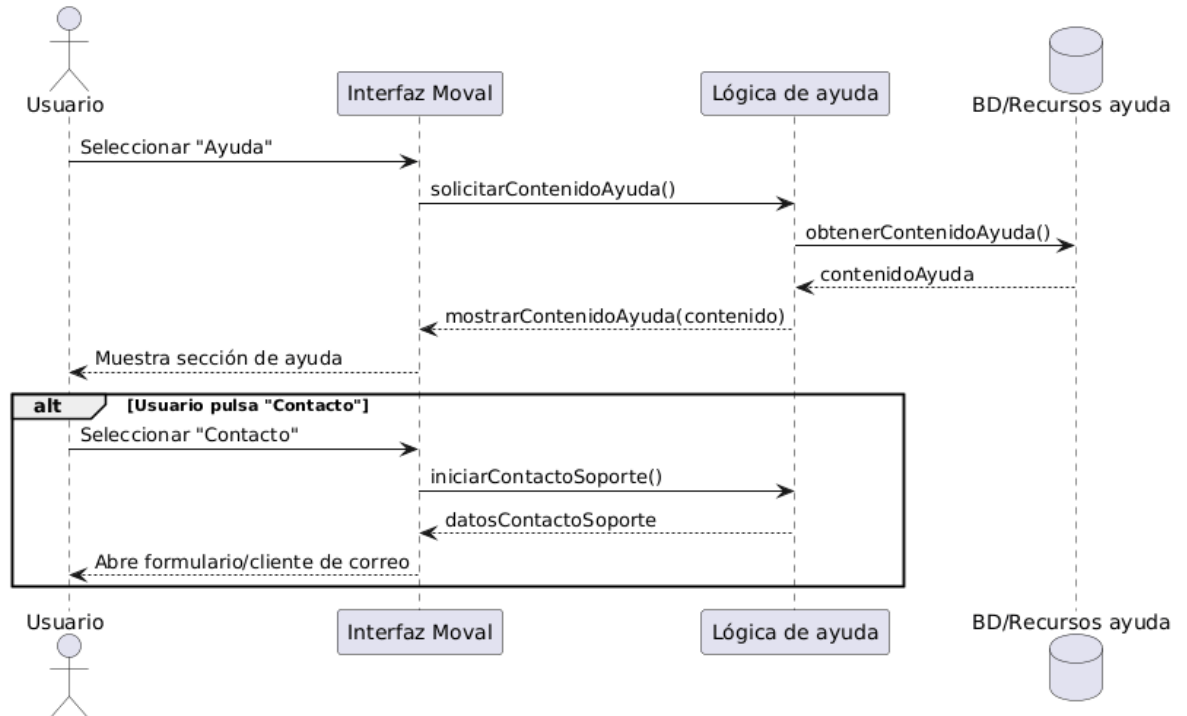 Usuario
Interfaz Moval
Lógica de ayuda
BD/Recursos ayuda
Seleccionar "Ayuda"
solicitarContenidoAyuda()
obtenerContenidoAyuda()
contenidoAyuda
mostrarContenidoAyuda(contenido)
Muestra sección de ayuda
alt [Usuario pulsa "Contacto"]
Seleccionar "Contacto"
iniciarContactoSoporte()
datosContactoSoporte
Abre formulario/cliente de correo
Usuario
Interfaz Moval
Lógica de ayuda
BD/Recursos ayuda